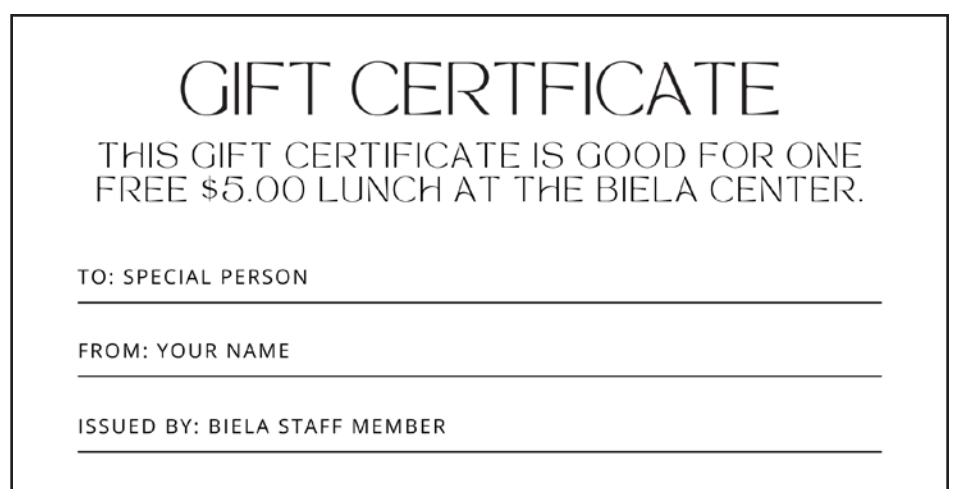 GIFT CERTFICATE
THIS GIFT CERTIFICATE IS GOOD FOR ONE
FREE $5.00 LUNCH AT THE BIELA CENTER.
TO: SPECIAL PERSON
FROM: YOUR NAME
ISSUED BY: BIELA STAFF MEMBER